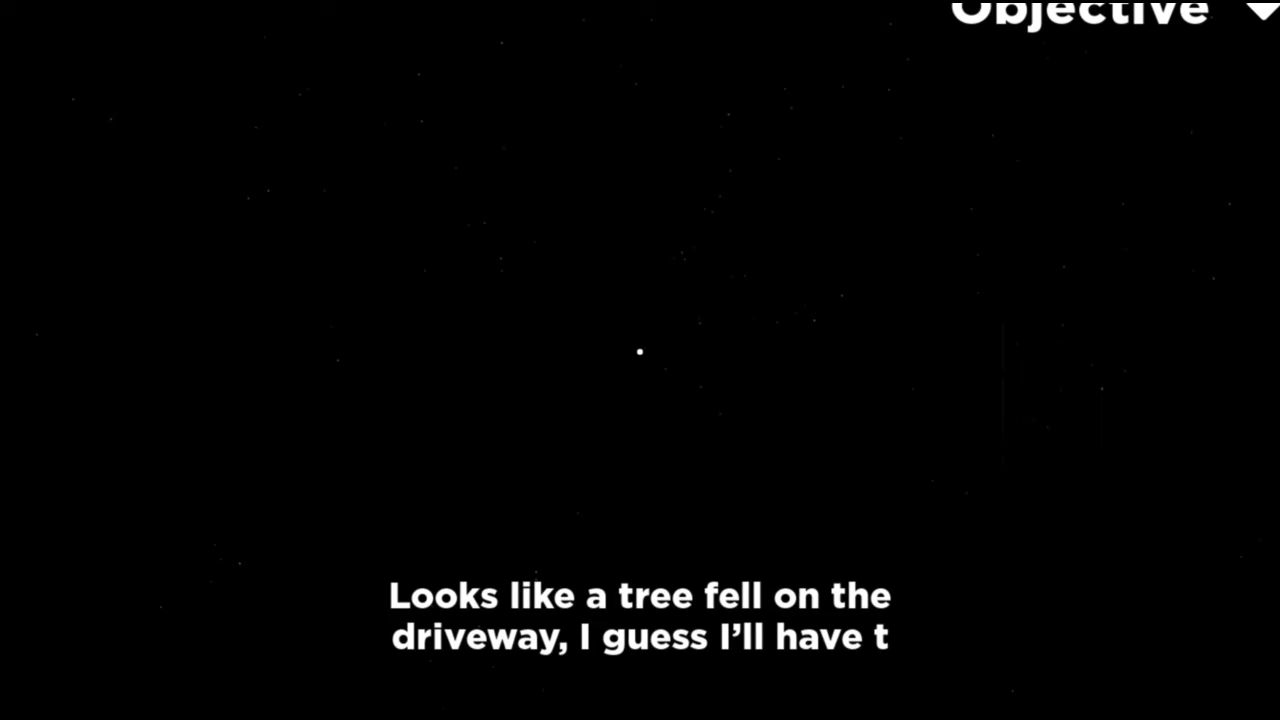 Objective
Looks like a tree fell on the
driveway, I guess I’ll have t